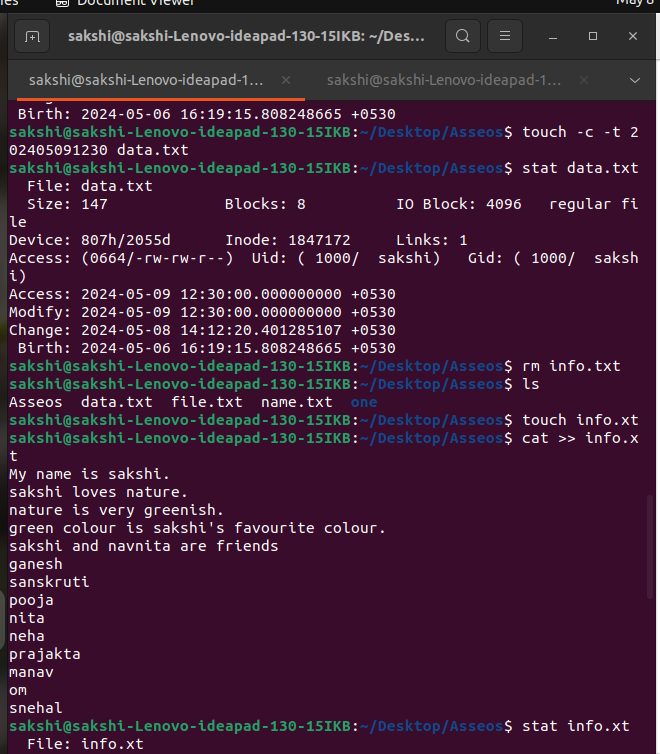 Document Viewer
May 8
sakshi@sakshi-Lenovo-ideapad-130-15IKB: ~/Des...
sakshi@sakshi-Lenovo-ideapad-1...
sakshi@sakshi-Lenovo-ideapad-1...
Birth: 2024-05-06 16:19:15.808248665 +0530
sakshi@sakshi-Lenovo-ideapad-130-15IKB:~/Desktop/Asseos$ touch -c -t 2
02405091230 data.txt
sakshi@sakshi-Lenovo-ideapad-130-15IKB:~/Desktop/Asseos$ stat data.txt
File: data.txt
Size: 147 Blocks: 8 IO Block: 4096 regular fi
le
Device: 807h/2055d Inode: 1847172 Links: 1
Access: (0664/-rw-rw-r--) Uid: ( 1000/ sakshi) Gid: ( 1000/ saksh
i)
Access: 2024-05-09 12:30:00.000000000 +0530
Modify: 2024-05-09 12:30:00.000000000 +0530
Change: 2024-05-08 14:12:20.401285107 +0530
Birth: 2024-05-06 16:19:15.808248665 +0530
sakshi@sakshi-Lenovo-ideapad-130-15IKB:~/Desktop/Asseos$ rm info.txt
sakshi@sakshi-Lenovo-ideapad-130-15IKB:~/Desktop/Asseos$ ls
Asseos data.txt file.txt name.txt one
sakshi@sakshi-Lenovo-ideapad-130-15IKB:~/Desktop/Asseos$ touch info.xt
sakshi@sakshi-Lenovo-ideapad-130-15IKB:~/Desktop/Asseos$ cat >> info.x
t
My name is sakshi.
sakshi loves nature.
nature is very greenish.
green colour is sakshi's favourite colour.
sakshi and navnita are friends
ganesh
sanskruti
pooja
nita
neha
prajakta
manav
om
snehal
sakshi@sakshi-Lenovo-ideapad-130-15IKB:~/Desktop/Asseos$ stat info.xt
File: info.xt